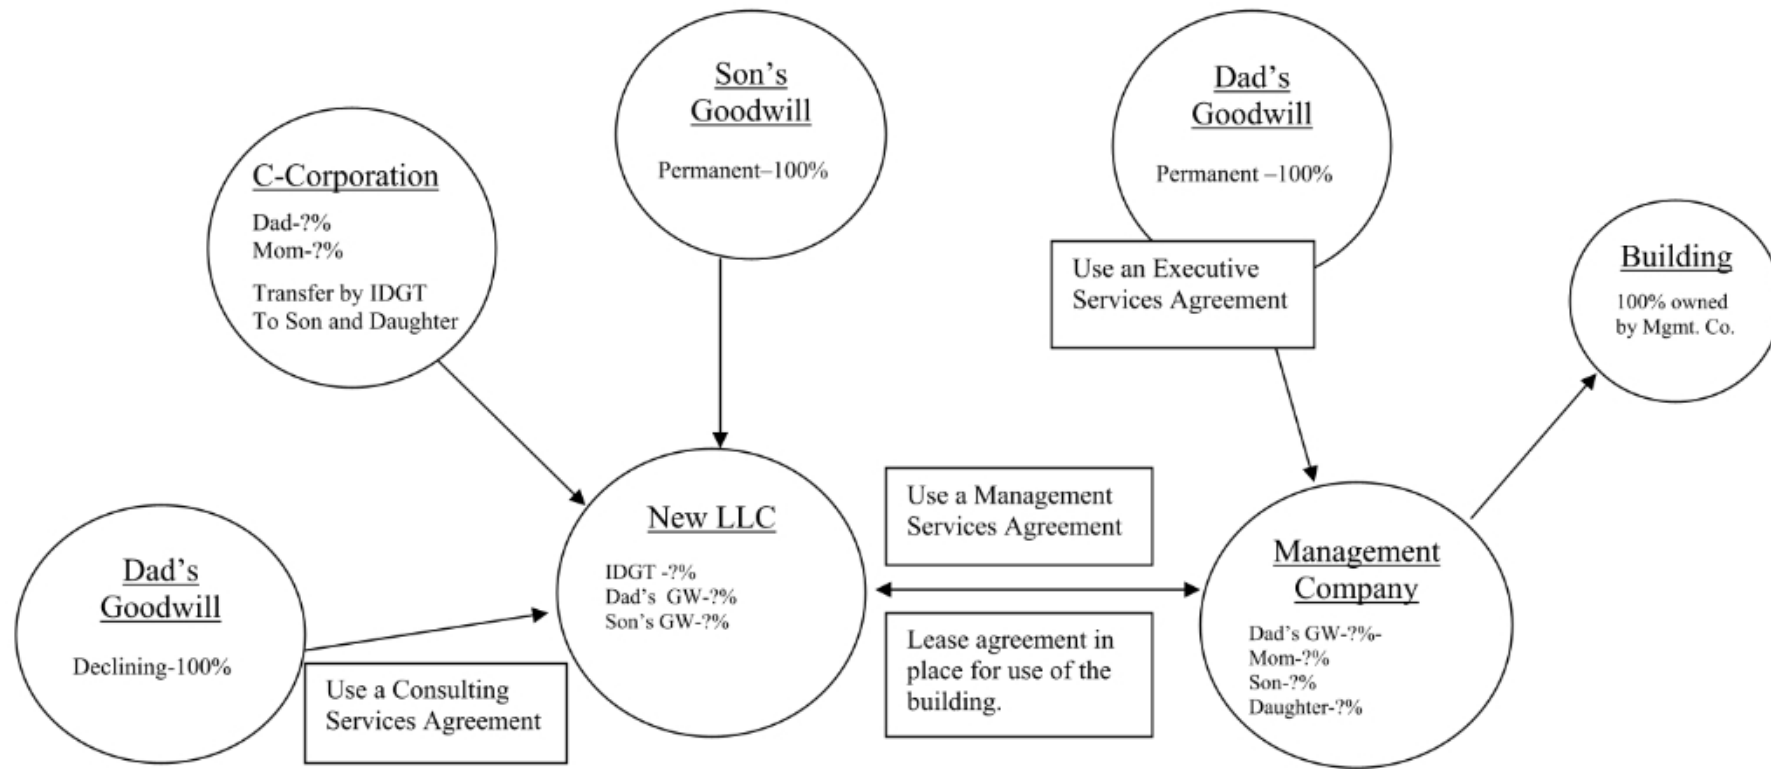 Son's
Goodwill
Permanent–100%
Dad's
Goodwill
Permanent –100%
C-Corporation
Dad-?%
Mom-?%
Transfer by IDGT
To Son and Daughter
Use an Executive
Services Agreement
Building
100% owned
by Mgmt. Co.
Dad's
Goodwill
Declining-100%
Use a Consulting
Services Agreement
New LLC
IDGT -?%
Dad's  GW-?%
Son's GW-?%
Use a Management
Services Agreement
Lease agreement in
place for use of the
building.
Management
Company
Dad's GW-?%-
Mom-?%
Son-?%
Daughter-?%